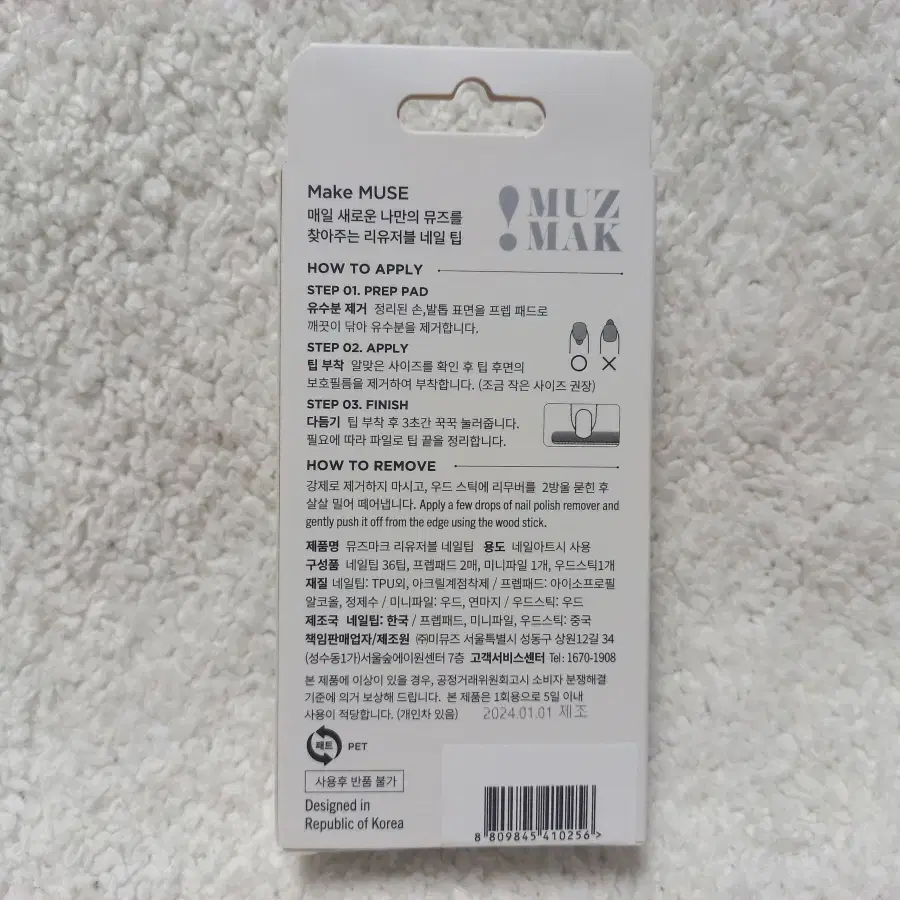 Make MUSE
매일 새로운 나만의 뮤즈를
찾아주는 리유저블 네일 팁
MUZ
MAK
HOW TO APPLY
STEP 01. PREP PAD
유수분 제거 정리된 손,발톱 표면을 프렙 패드로
깨끗이 닦아 유수분을 제거합니다.
STEP 02. APPLY
팁 부착 알맞은 사이즈를 확인 후 팁 후면의
보호필름을 제거하여 부착합니다. (조금 작은 사이즈 권장)
STEP 03. FINISH
다듬기 팁 부착 후 3초간 꾹꾹 눌러줍니다.
필요에 따라 파일로 팁 끝을 정리합니다.
HOW TO REMOVE
강제로 제거하지 마시고, 우드 스틱에 리무버를 2방울 묻힌 후
살살 밀어 떼어냅니다. Apply a few drops of nail polish remover and
gently push it off from the edge using the wood stick.
제품명 뮤즈마크 리유저블 네일팁 용도 네일아트시 사용
구성품 네일팁 36팁, 프렙패드 2매, 미니파일 1개, 우드스틱1개
재질 네일팁: TPU외, 아크릴계점착제 / 프렙패드: 아이소프로필
알코올, 정제수 / 미니파일: 우드, 연마지 / 우드스틱: 우드
제조국 네일팁: 한국 / 프렙패드, 미니파일, 우드스틱: 중국
책임판매업자/제조원 ㈜미뮤즈 서울특별시 성동구 상원12길 34
(성수동1가)서울숲에이원센터 7층 고객서비스센터 Tel: 1670-1908
본 제품에 이상이 있을 경우, 공정거래위원회고시 소비자 분쟁해결
기준에 의거 보상해 드립니다. 본 제품은 1회용으로 5일 이내
사용이 적당합니다. (개인차 있음) 2024.01.01 제조
페트 PET
사용후 반품 불가
Designed in
Republic of Korea
8 809845 410256 >